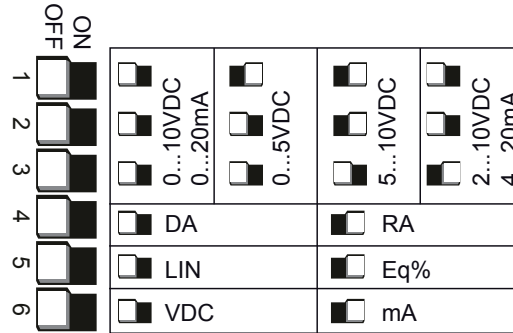 OFF
ON
1
2
3
4
5
6
0...10VDC
0...20mA
0...5VDC
5...10VDC
2...10VDC
4...20mA
DA
RA
LIN
Eq%
VDC
mA